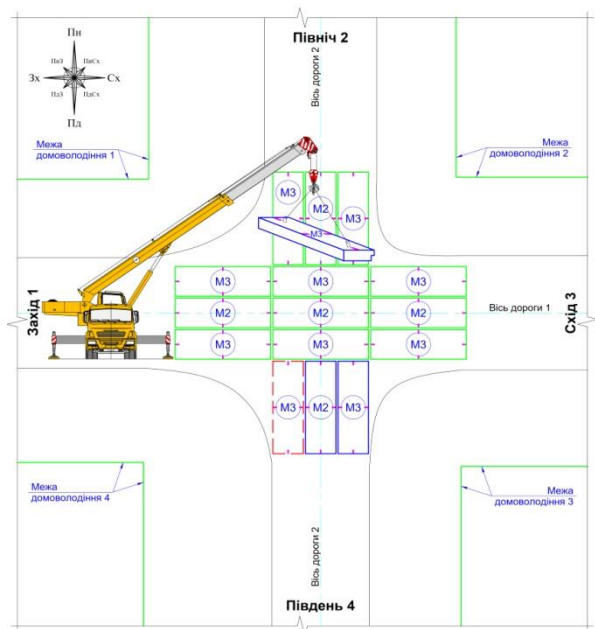 Пн
ПнЗ
ПнСх
Зх
Сх
ПдЗ
ПдСх
Пд
Північ 2
Вісь дороги 2
Межа
домоволодіння 1
Межа
домоволодіння 2
М3
М2
М3
М3
М3
М3
М3
М2
М2
М2
М3
М3
М3
Захід 1
Вісь дороги 1
Схід 3
М3
М2
М3
Межа
домоволодіння 4
Межа
домоволодіння 3
Вісь дороги 2
Південь 4